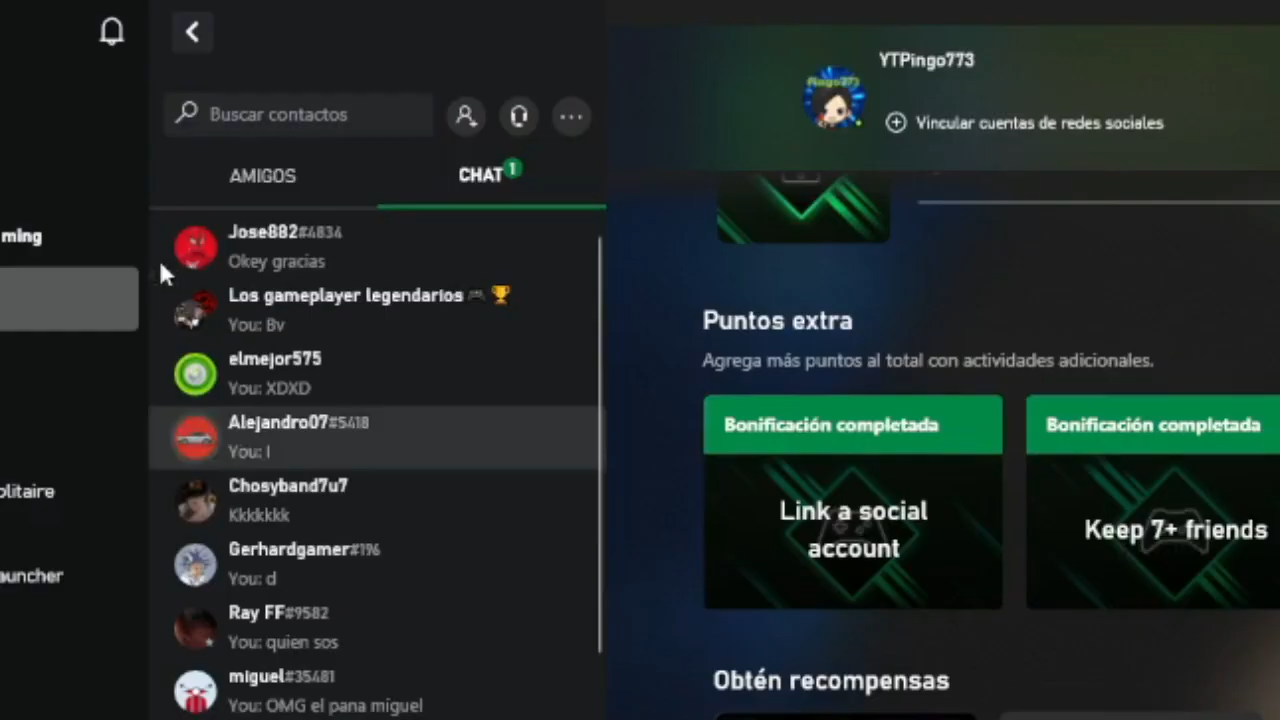 ming
olitaire
auncher
Buscar contactos
AMIGOS
CHAT 1
Jose882#4834
Okey gracias
Los gameplayer legendarios 🎮 🏆
You: Bv
elmejor575
You: XDXD
Alejandro07#5418
You: I
Chosyband7u7
Kkkkkkk
Gerhardgamer#196
You: d
Ray FF#9582
You: quien sos
miguel#35481
You: OMG el pana miguel
YTPingo773
Pingo773
Vincular cuentas de redes sociales
Puntos extra
Agrega más puntos al total con actividades adicionales.
Bonificación completada
Link a social
account
Bonificación completada
Keep 7+ friends
Obtén recompensas